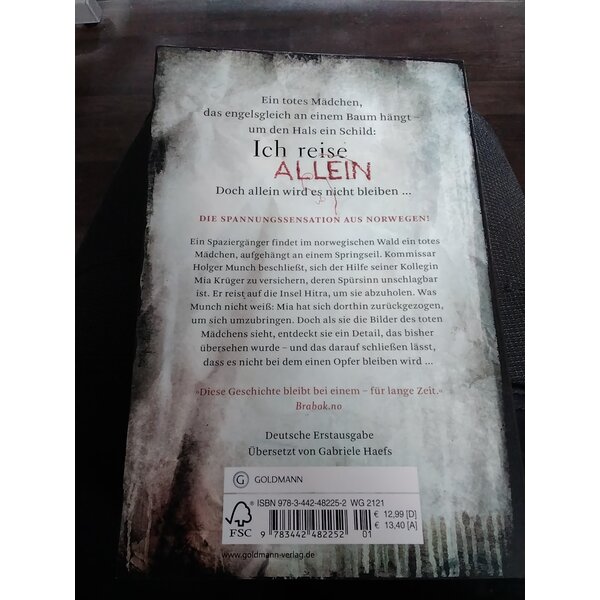 Ein totes Mädchen,
das engelsgleich an einem Baum hängt –
um den Hals ein Schild:
Ich reise
ALLEIN
Doch allein wird es nicht bleiben ...
DIE SPANNUNGSSENSATION AUS NORWEGEN!
Ein Spaziergänger findet im norwegischen Wald ein totes
Mädchen, aufgehängt an einem Springseil. Kommissar
Holger Munch beschließt, sich der Hilfe seiner Kollegin
Mia Krüger zu versichern, deren Spürsinn unschlagbar
ist. Er reist auf die Insel Hitra, um sie abzuholen. Was
Munch nicht weiß: Mia hat sich dorthin zurückgezogen,
um sich umzubringen. Doch als sie die Bilder des toten
Mädchens sieht, entdeckt sie ein Detail, das bisher
übersehen wurde – und das darauf schließen lässt,
dass es nicht bei dem einen Opfer bleiben wird ...
»Diese Geschichte bleibt bei einem – für lange Zeit.«
Brabok.no
Deutsche Erstausgabe
Übersetzt von Gabriele Haefs
G GOLDMANN
ISBN 978-3-442-48225-2 WG 2121
€ 12,99 [D]
€ 13,40 [A]
FSC
9 783442 482252 01
www.goldmann-verlag.de